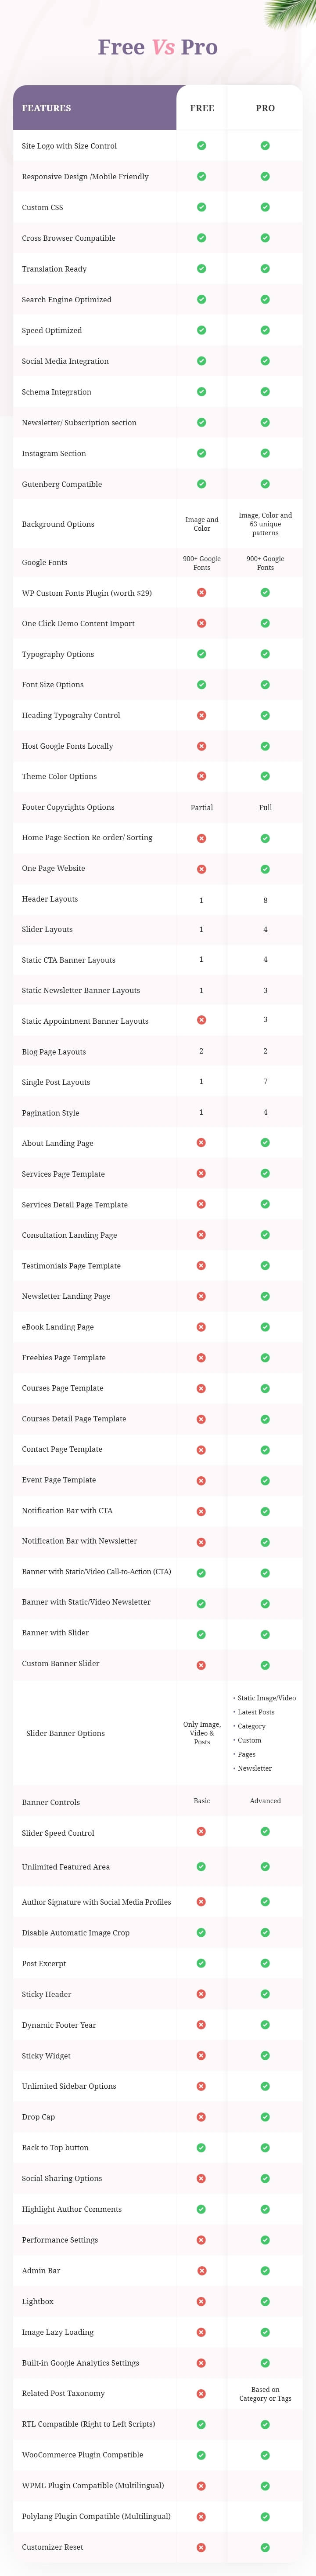 Free Vs Pro
FEATURES FREE PRO
Site Logo with Size Control
Responsive Design /Mobile Friendly
Custom CSS
Cross Browser Compatible
Translation Ready
Search Engine Optimized
Speed Optimized
Social Media Integration
Schema Integration
Newsletter/ Subscription section
Instagram Section
Gutenberg Compatible
Background Options
Image and
Color
Image, Color and
63 unique
patterns
Google Fonts
900+ Google
Fonts
900+ Google
Fonts
WP Custom Fonts Plugin (worth $29)
One Click Demo Content Import
Typography Options
Font Size Options
Heading Typograhy Control
Host Google Fonts Locally
Theme Color Options
Footer Copyrights Options Partial Full
Home Page Section Re-order/ Sorting
One Page Website
Header Layouts 1 8
Slider Layouts 1 4
Static CTA Banner Layouts 1 4
Static Newsletter Banner Layouts 1 3
Static Appointment Banner Layouts 3
Blog Page Layouts 2 2
Single Post Layouts 1 7
Pagination Style 1 4
About Landing Page
Services Page Template
Services Detail Page Template
Consultation Landing Page
Testimonials Page Template
Newsletter Landing Page
eBook Landing Page
Freebies Page Template
Courses Page Template
Courses Detail Page Template
Contact Page Template
Event Page Template
Notification Bar with CTA
Notification Bar with Newsletter
Banner with Static/Video Call-to-Action (CTA)
Banner with Static/Video Newsletter
Banner with Slider
Custom Banner Slider
Slider Banner Options
Only Image,
Video &
Posts
• Static Image/Video
• Latest Posts
• Category
• Custom
• Pages
• Newsletter
Banner Controls Basic Advanced
Slider Speed Control
Unlimited Featured Area
Author Signature with Social Media Profiles
Disable Automatic Image Crop
Post Excerpt
Sticky Header
Dynamic Footer Year
Sticky Widget
Unlimited Sidebar Options
Drop Cap
Back to Top button
Social Sharing Options
Highlight Author Comments
Performance Settings
Admin Bar
Lightbox
Image Lazy Loading
Built-in Google Analytics Settings
Related Post Taxonomy
Based on
Category or Tags
RTL Compatible (Right to Left Scripts)
WooCommerce Plugin Compatible
WPML Plugin Compatible (Multilingual)
Polylang Plugin Compatible (Multilingual)
Customizer Reset